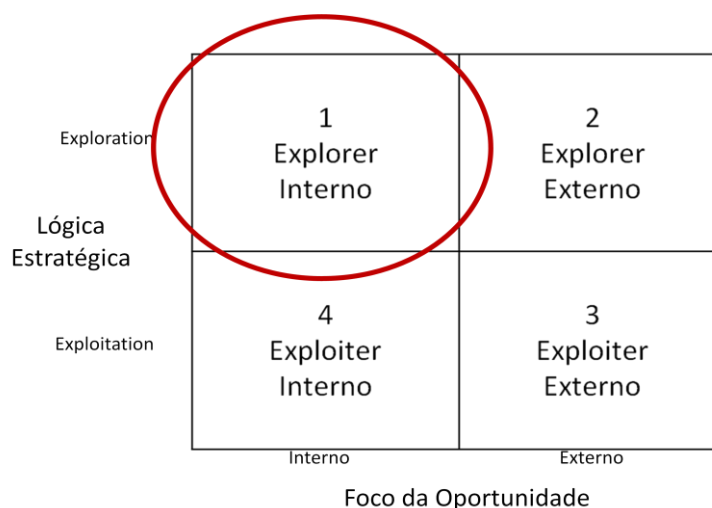 Exploration
1
Explorer
Interno
2
Explorer
Externo
Lógica
Estratégica
Exploitation
4
Exploiter
Interno
3
Exploiter
Externo
Interno
Externo
Foco da Oportunidade